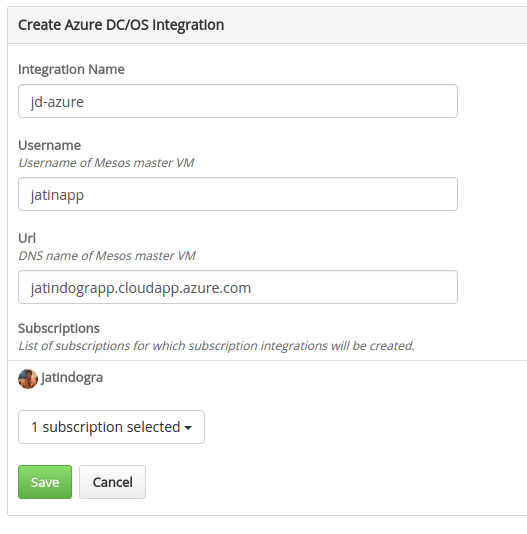 Create Azure DC/OS Integration
Integration Name
jd-azure
Username
Username of Mesos master VM
jatinapp
Url
DNS name of Mesos master VM
jatindograpp.cloudapp.azure.com
Subscriptions
List of subscriptions for which subscription integrations will be created.
jatindogra
1 subscription selected
Save Cancel